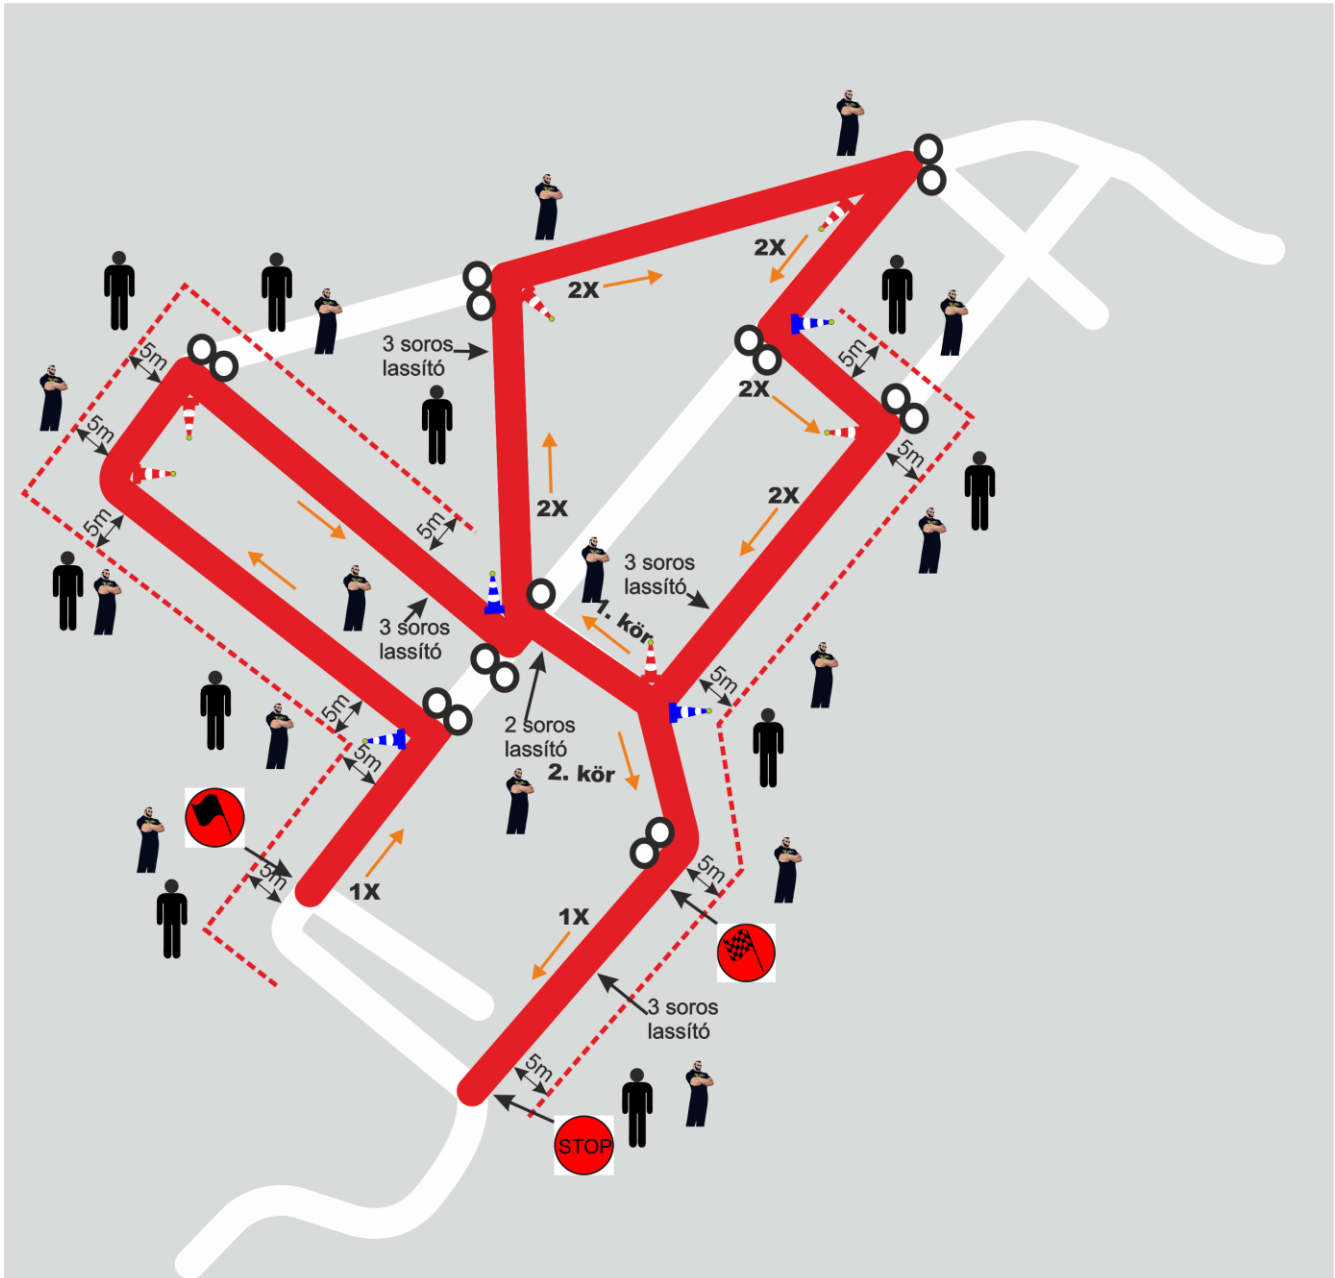 2X
2X
3 soros
lassító
5m
5m
2X
5m
5m
2X
2X
5m
5m
3 soros
lassító
1. kör
3 soros
lassító
5m
5m
2 soros
lassító
5m
2. kör
5m
5m
1X
1X
3 soros
lassító
5m
STOP